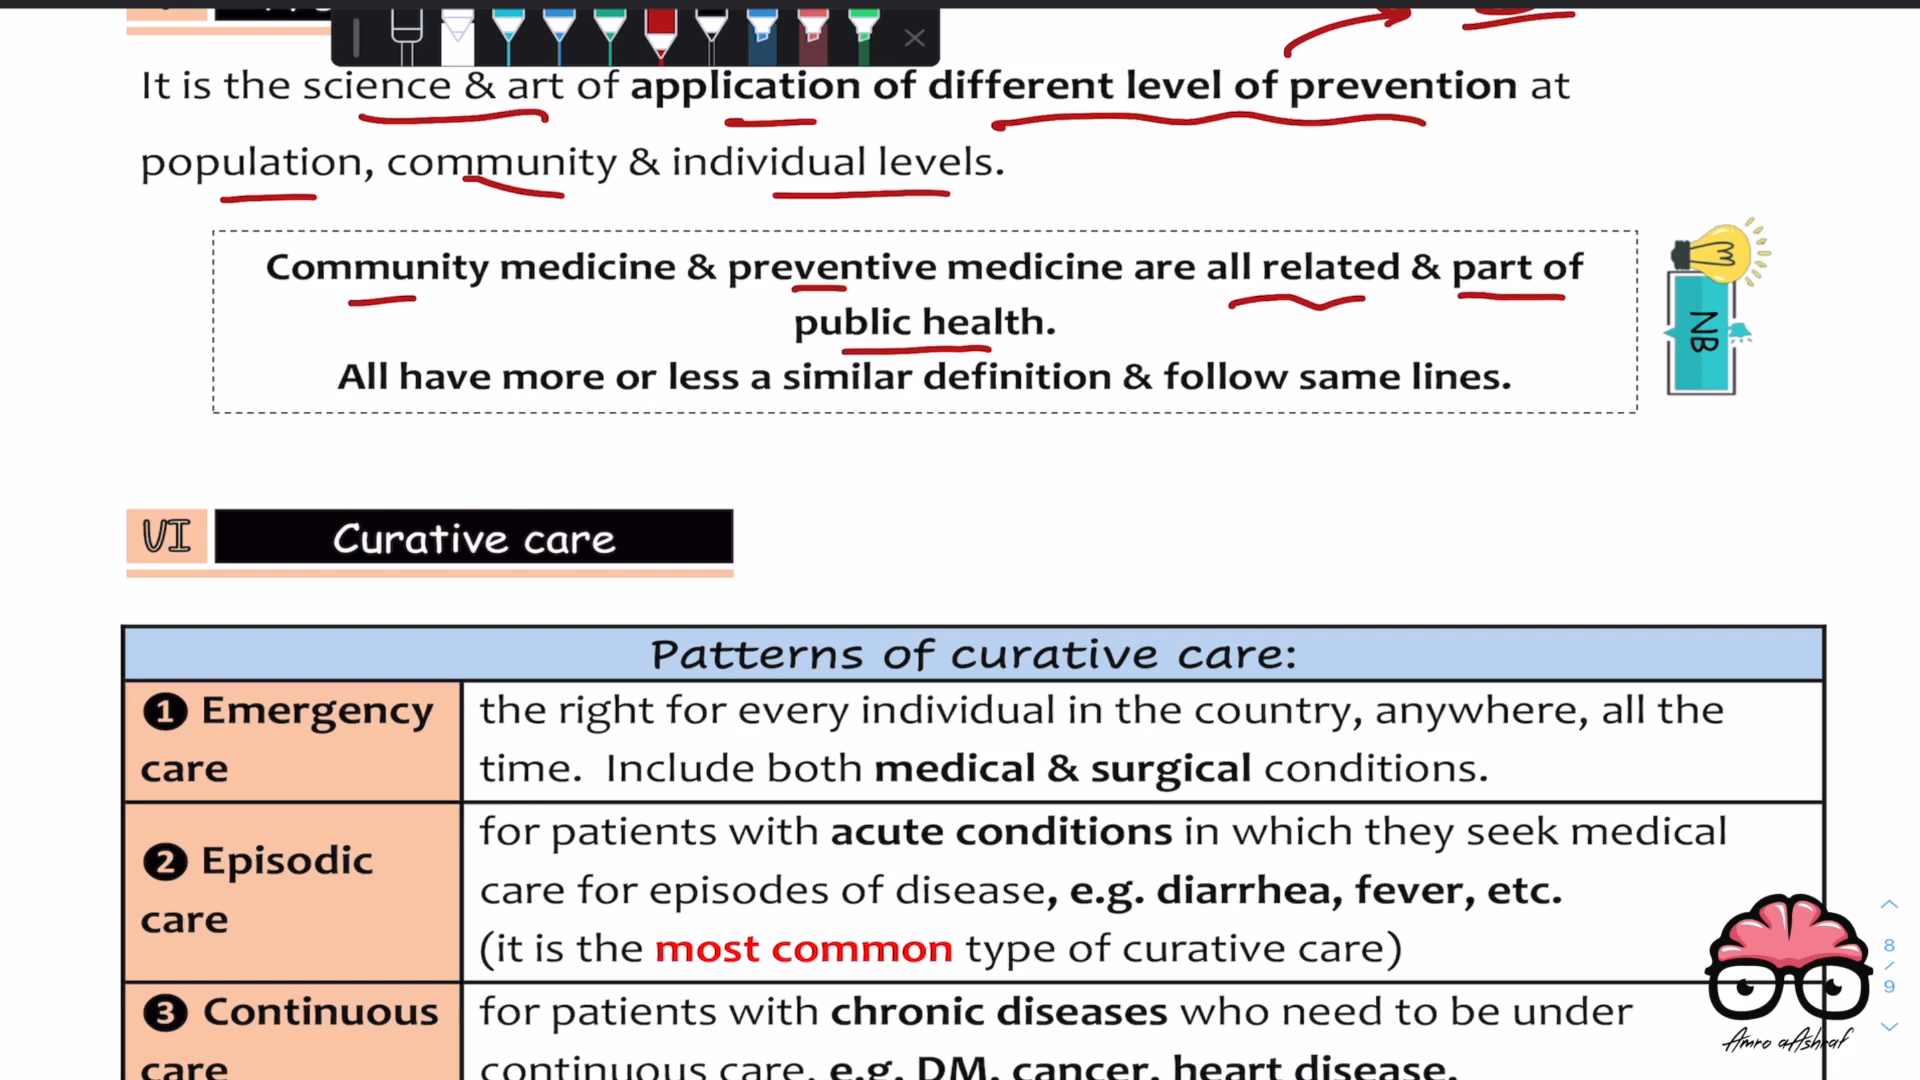 It is the science & art of application of different level of prevention at
population, community & individual levels.
Community medicine & preventive medicine are all related & part of
public health.
All have more or less a similar definition & follow same lines.
NB
VI Curative care
Patterns of curative care:
❶ Emergency care
the right for every individual in the country, anywhere, all the
time. Include both medical & surgical conditions.
❷ Episodic care
for patients with acute conditions in which they seek medical
care for episodes of disease, e.g. diarrhea, fever, etc.
(it is the most common type of curative care)
❸ Continuous care
for patients with chronic diseases who need to be under
continuous care, e.g. DM, cancer, heart disease.
Amro aAshraf
8
/
9